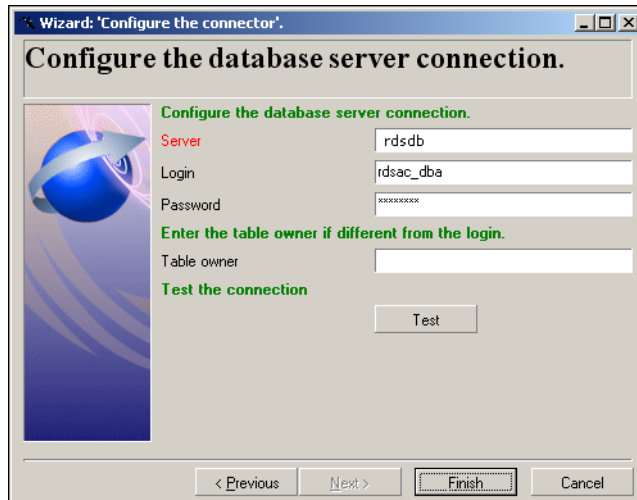 Wizard: 'Configure the connector'.
Configure the database server connection.
Configure the database server connection.
Server rdsdb
Login rdsac_dba
Password ********
Enter the table owner if different from the login.
Table owner
Test the connection
Test
< Previous Next > Finish Cancel